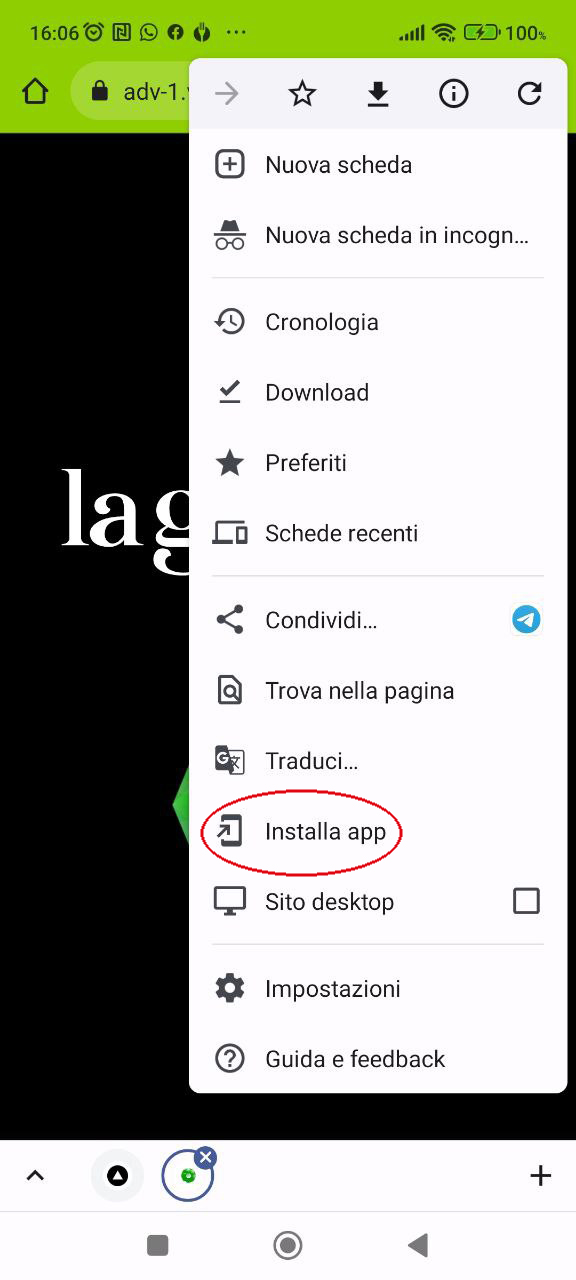 16:06
100%
adv-1.
Nuova scheda
Nuova scheda in incogn...
Cronologia
Download
Preferiti
Schede recenti
lag
Condividi...
Trova nella pagina
Traduci...
Installa app
Sito desktop
Impostazioni
Guida e feedback